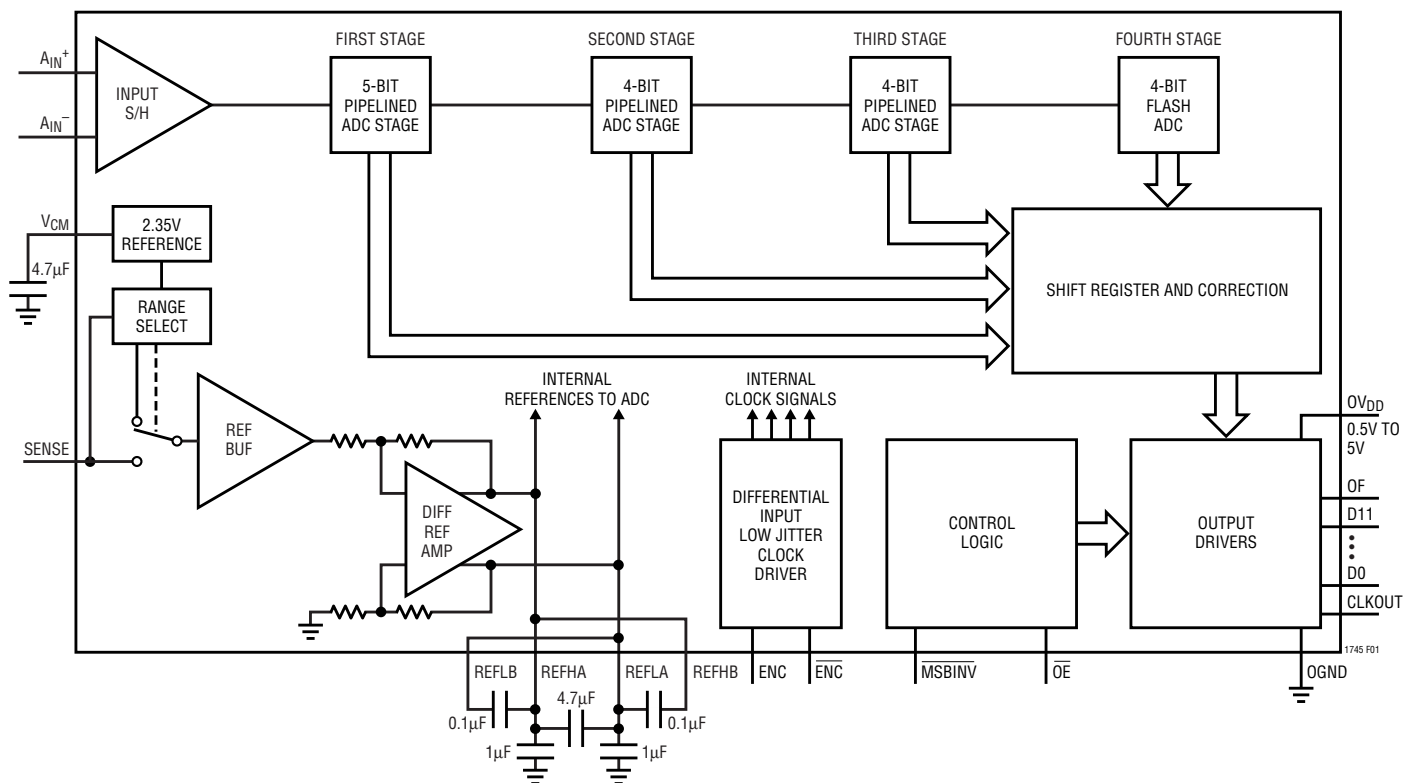 FIRST STAGE
SECOND STAGE
THIRD STAGE
FOURTH STAGE
AIN+
AIN–
INPUT
S/H
5-BIT
PIPELINED
ADC STAGE
4-BIT
PIPELINED
ADC STAGE
4-BIT
PIPELINED
ADC STAGE
4-BIT
FLASH
ADC
VCM
4.7µF
2.35V
REFERENCE
RANGE
SELECT
SHIFT REGISTER AND CORRECTION
SENSE
REF
BUF
DIFF
REF
AMP
INTERNAL
REFERENCES TO ADC
INTERNAL
CLOCK SIGNALS
DIFFERENTIAL
INPUT
LOW JITTER
CLOCK
DRIVER
CONTROL
LOGIC
OUTPUT
DRIVERS
OVDD
0.5V TO
5V
OF
D11
D0
CLKOUT
1745 F01
REFLB
REFHA
REFLA
REFHB
ENC
E̅N̅C̅
M̅S̅B̅I̅N̅V̅
O̅E̅
OGND
0.1µF
4.7µF
0.1µF
1µF
1µF